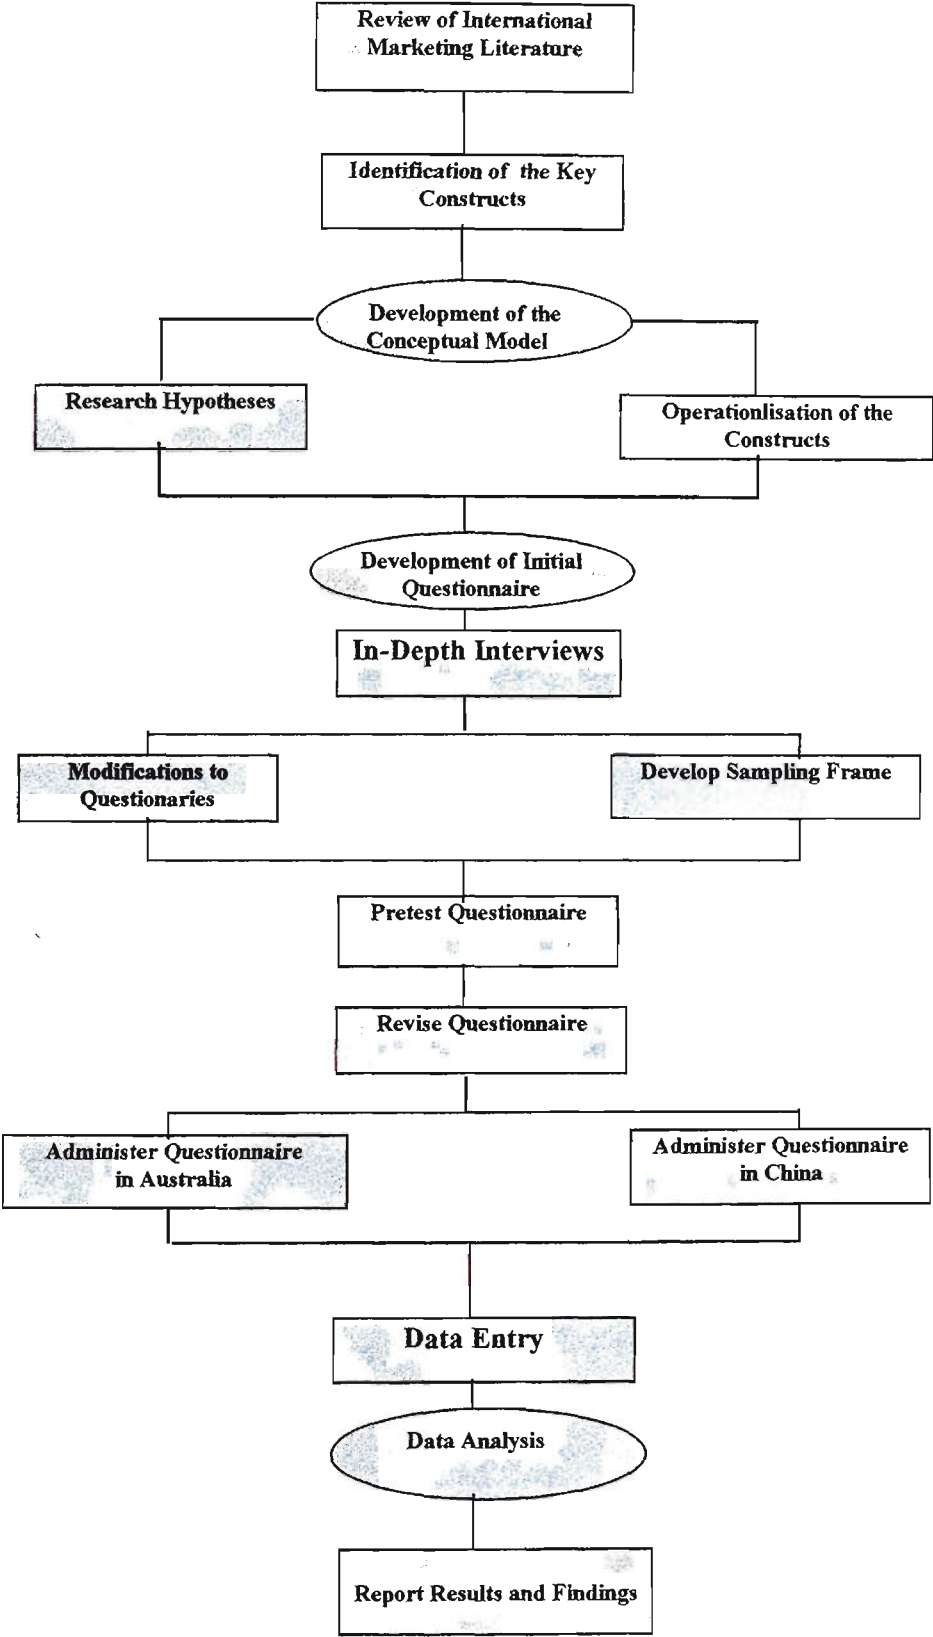 Review of International
Marketing Literature
Identification of the Key
Constructs
Development of the
Conceptual Model
Research Hypotheses
Operationlisation of the
Constructs
Development of Initial
Questionnaire
In-Depth Interviews
Modifications to
Questionaries
Develop Sampling Frame
Pretest Questionnaire
Revise Questionnaire
Administer Questionnaire
in Australia
Administer Questionnaire
in China
Data Entry
Data Analysis
Report Results and Findings